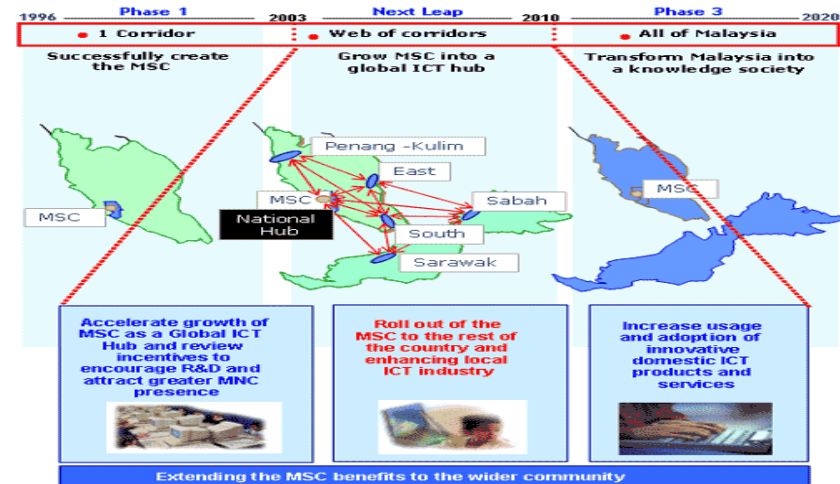 Phase 1
Next Leap
Phase 3
1996
2003
2010
2020
1 Corridor
Web of corridors
All of Malaysia
Successfully create
the MSC
Grow MSC into a
global ICT hub
Transform Malaysia into
a knowledge society
MSC
Penang -Kulim
East
MSC
National
Hub
Sabah
South
Sarawak
MSC
Accelerate growth of
MSC as a Global ICT
Hub and review
incentives to
encourage R&D and
attract greater MNC
presence
Roll out of the
MSC to the rest of
the country and
enhancing local
ICT industry
Increase usage
and adoption of
innovative
domestic ICT
products and
services
Extending the MSC benefits to the wider community